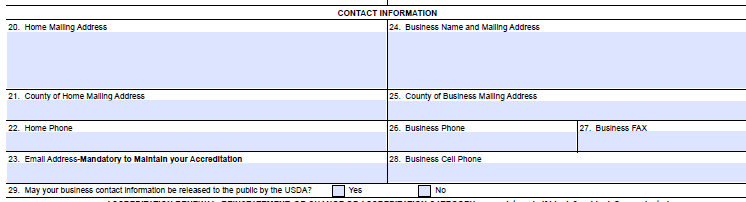 CONTACT INFORMATION
20. Home Mailing Address
24. Business Name and Mailing Address
21. County of Home Mailing Address
25. County of Business Mailing Address
22. Home Phone
26. Business Phone
27. Business FAX
23. Email Address-Mandatory to Maintain your Accreditation
28. Business Cell Phone
29. May your business contact information be released to the public by the USDA? Yes No